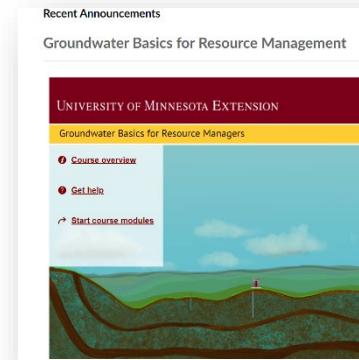 Recent Announcements
Groundwater Basics for Resource Management
UNIVERSITY OF MINNESOTA EXTENSION
Groundwater Basics for Resource Managers
Course overview
Get help
Start course modules